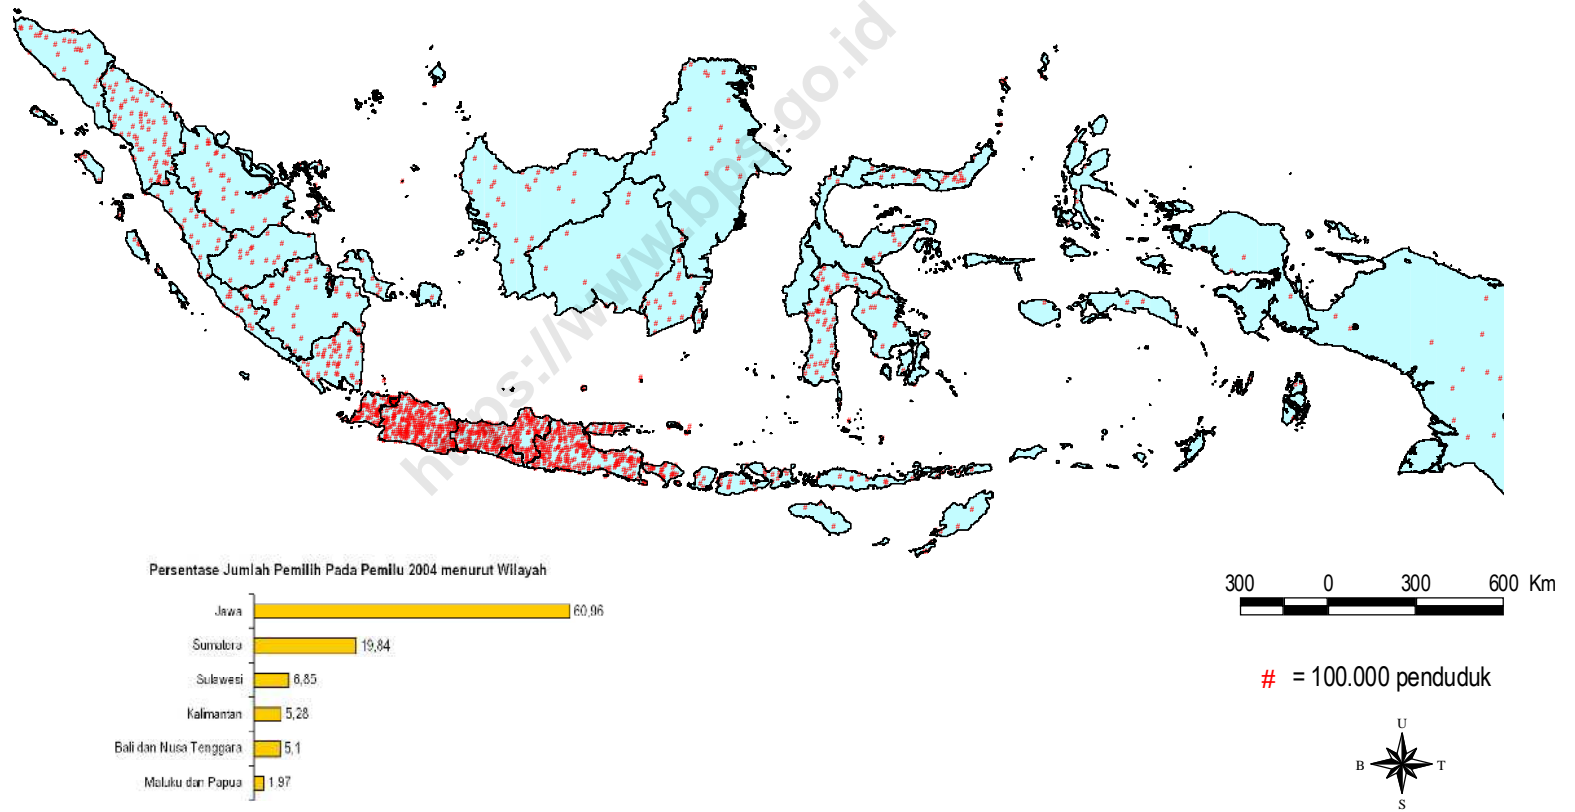 https://www.bps.go.id
Persentase Jumlah Pemilih Pada Pemilu 2004 menurut Wilayah
Jawa 60,96
Sumatera 19,84
Sulawesi 6,85
Kalimantan 5,28
Bali dan Nusa Tenggara 5,1
Maluku dan Papua 1,97
300 0 300 600 Km
# = 100.000 penduduk
U
B T
S